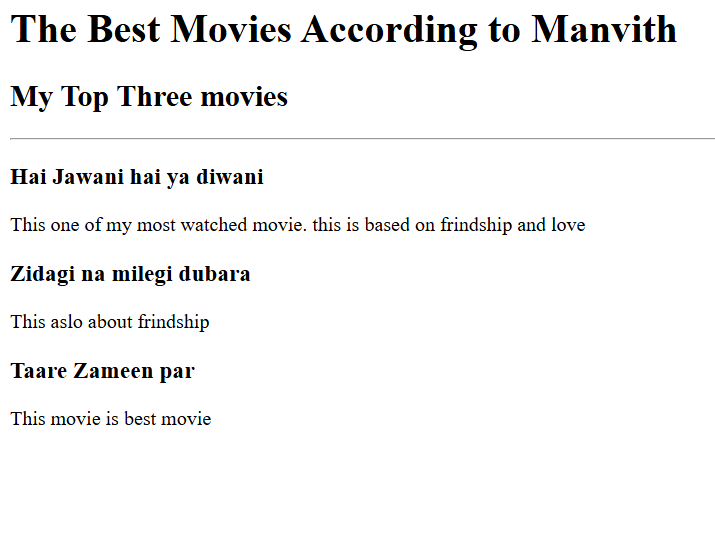 The Best Movies According to Manvith
My Top Three movies
Hai Jawani hai ya diwani
This one of my most watched movie. this is based on frindship and love
Zidagi na milegi dubara
This aslo about frindship
Taare Zameen par
This movie is best movie